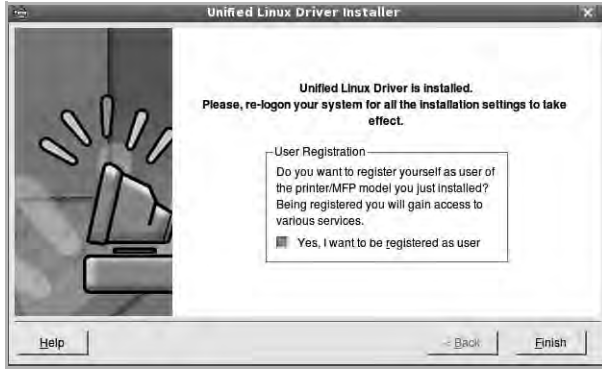 Unified Linux Driver Installer
Unified Linux Driver is installed.
Please, re-logon your system for all the installation settings to take
effect.
User Registration
Do you want to register yourself as user of
the printer/MFP model you just installed?
Being registered you will gain access to
various services.
Yes, I want to be registered as user
Help
< Back
Finish